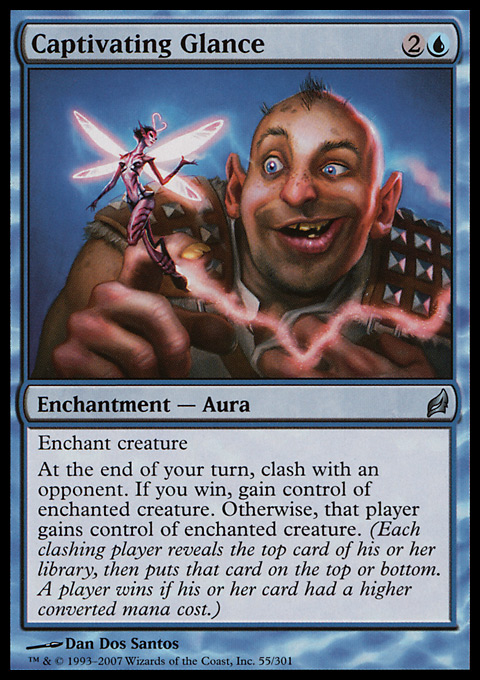 Captivating Glance 2
Enchantment — Aura
Enchant creature
At the end of your turn, clash with an
opponent. If you win, gain control of
enchanted creature. Otherwise, that player
gains control of enchanted creature. (Each
clashing player reveals the top card of his or her
library, then puts that card on the top or bottom.
A player wins if his or her card had a higher
converted mana cost.)
Dan Dos Santos
™ & © 1993–2007 Wizards of the Coast, Inc. 55/301